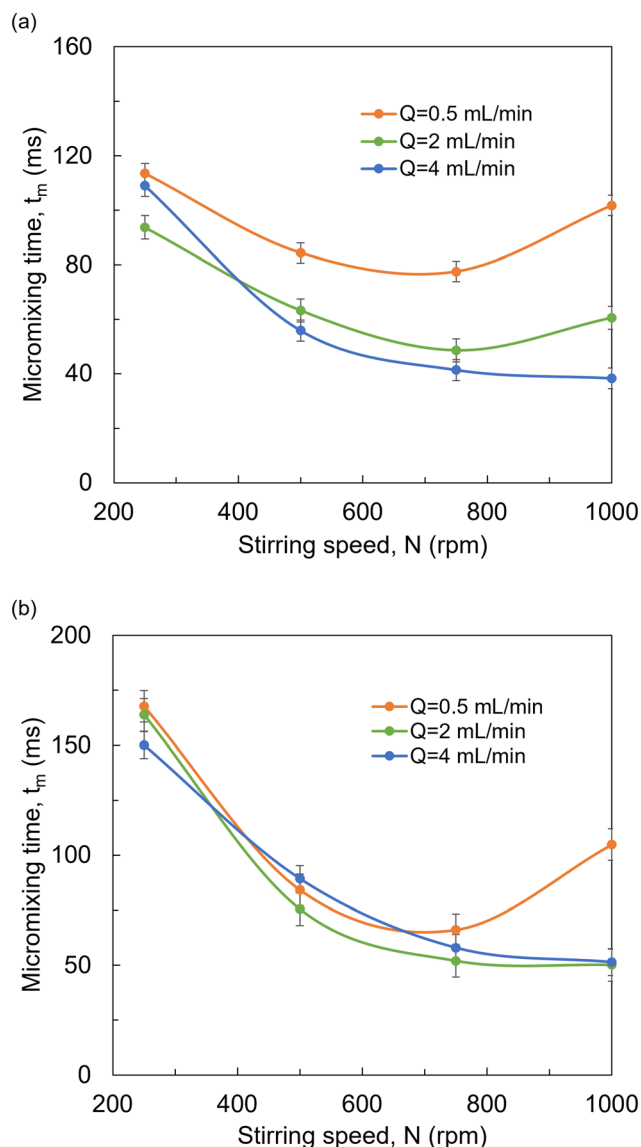 (a)
160
120
80
40
0
Micromixing time, tm (ms)
Q=0.5 mL/min
Q=2 mL/min
Q=4 mL/min
200 400 600 800 1000
Stirring speed, N (rpm)
(b)
200
150
100
50
0
Micromixing time, tm (ms)
Q=0.5 mL/min
Q=2 mL/min
Q=4 mL/min
200 400 600 800 1000
Stirring speed, N (rpm)